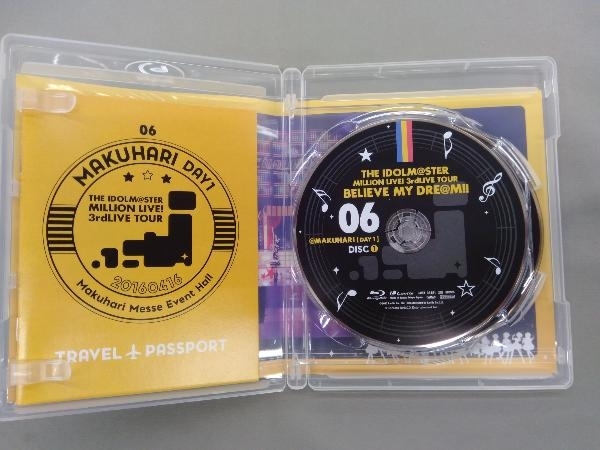 06
MAKUHARI DAY1
THE IDOLM@STER
MILLION LIVE!
3rdLIVE TOUR
20160416
Makuhari Messe Event Hall
TRAVEL PASSPORT
THE IDOLM@STER
MILLION LIVE! 3rdLIVE TOUR
BELIEVE MY DRE@M!!
06
@MAKUHARI [DAY 1]
DISC 1